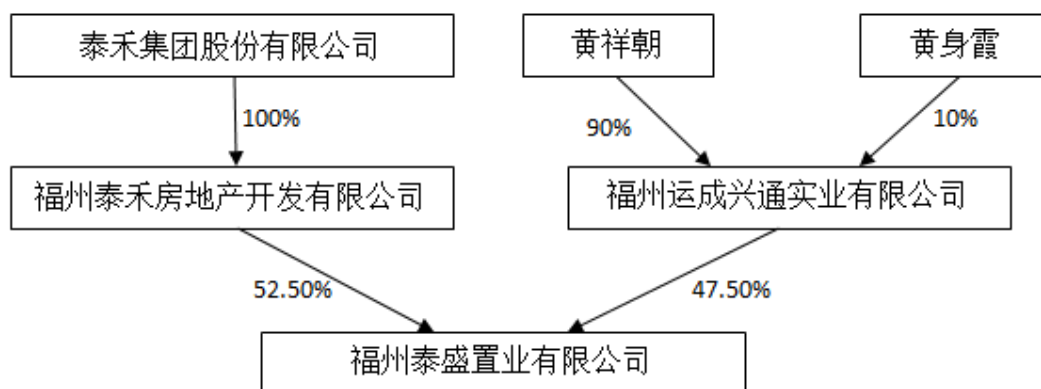 泰禾集团股份有限公司
黄祥朝
黄身霞
100%
90%
10%
福州泰禾房地产开发有限公司
福州运成兴通实业有限公司
52.50%
47.50%
福州泰盛置业有限公司